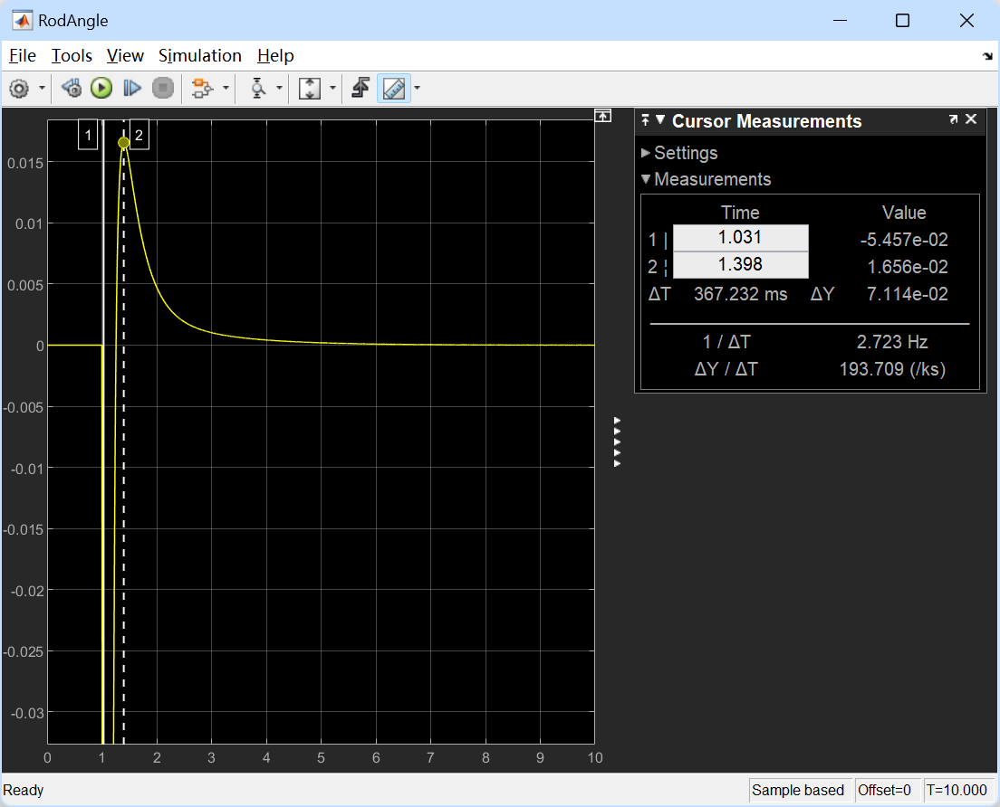 RodAngle
File Tools View Simulation Help
1 2
0.015
0.01
0.005
0
-0.005
-0.01
-0.015
-0.02
-0.025
-0.03
0 1 2 3 4 5 6 7 8 9 10
Cursor Measurements
Settings
Measurements
Time Value
1 | 1.031 -5.457e-02
2 ¦ 1.398 1.656e-02
ΔT 367.232 ms ΔY 7.114e-02
1 / ΔT 2.723 Hz
ΔY / ΔT 193.709 (/ks)
Ready Sample based Offset=0 T=10.000